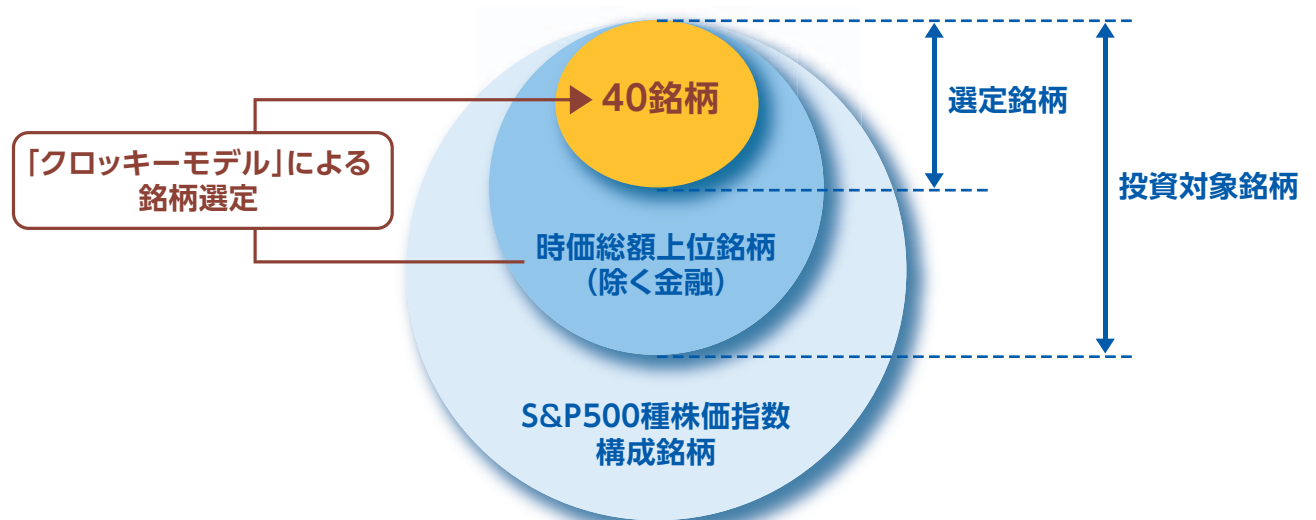 40銘柄
選定銘柄
「クロッキーモデル」による
銘柄選定
投資対象銘柄
時価総額上位銘柄
（除く金融）
S&P500種株価指数
構成銘柄